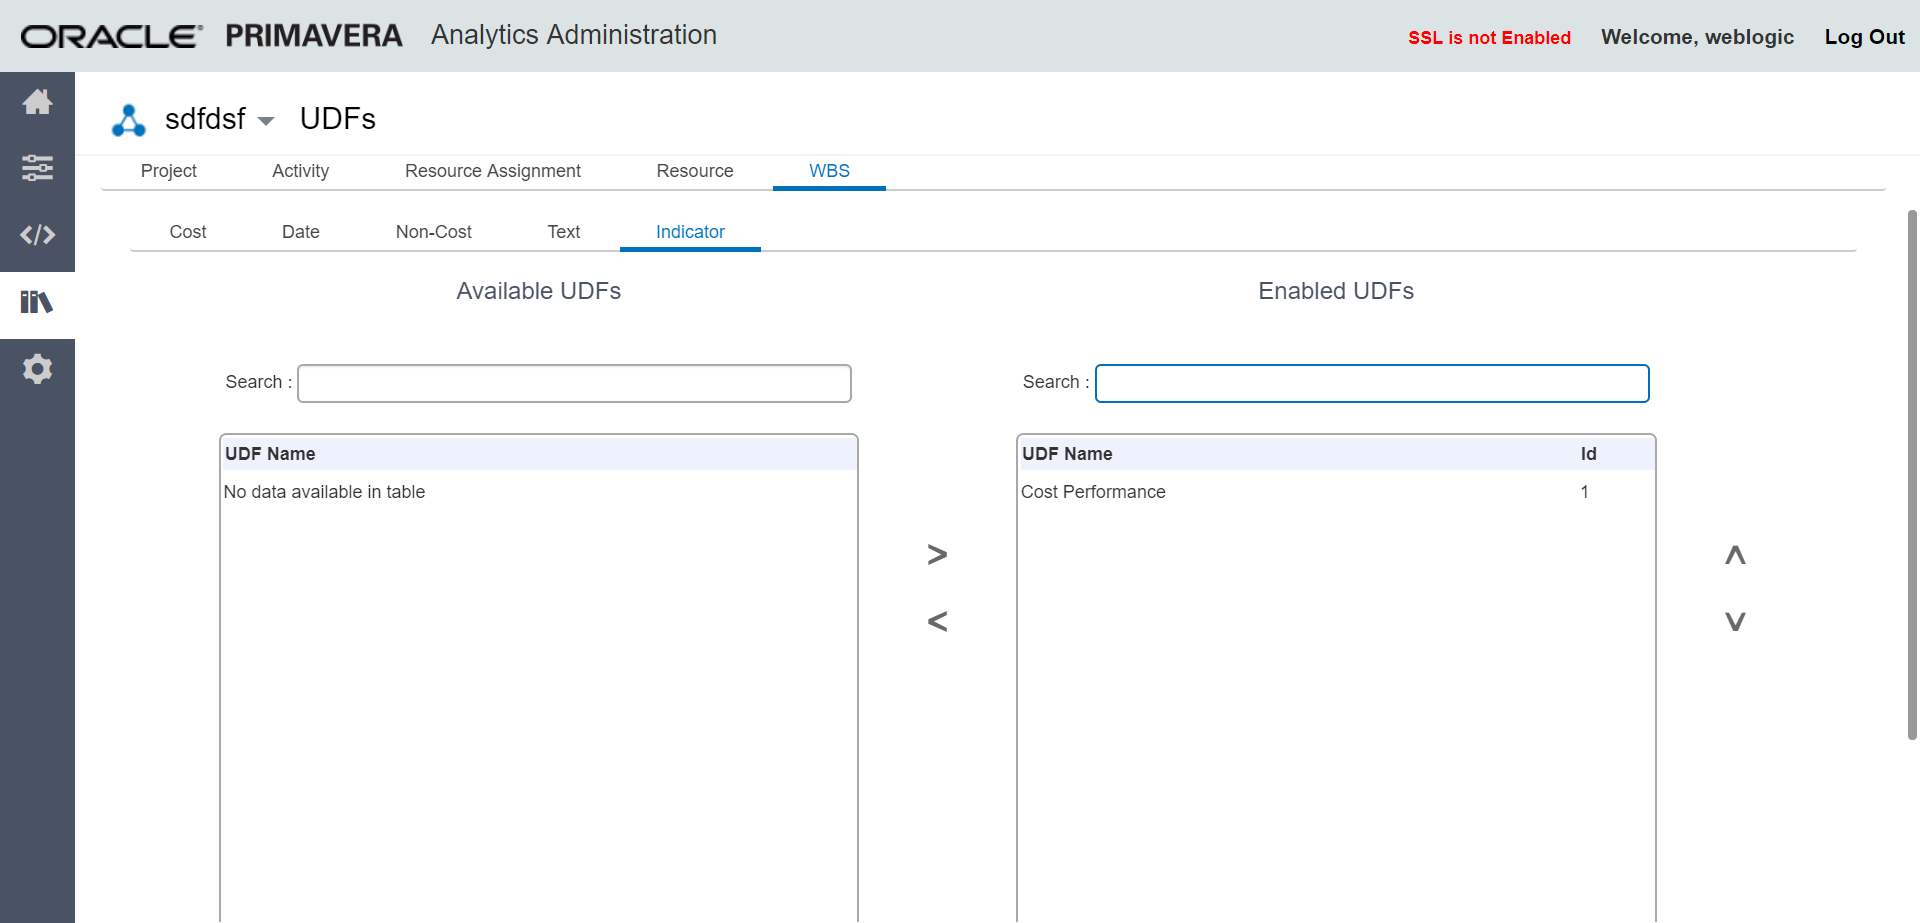 ORACLE PRIMAVERA Analytics Administration SSL is not Enabled Welcome, weblogic Log Out
sdfdsf UDFs
Project Activity Resource Assignment Resource WBS
Cost Date Non-Cost Text Indicator
Available UDFs Enabled UDFs
Search : Search :
UDF Name UDF Name Id
No data available in table Cost Performance 1